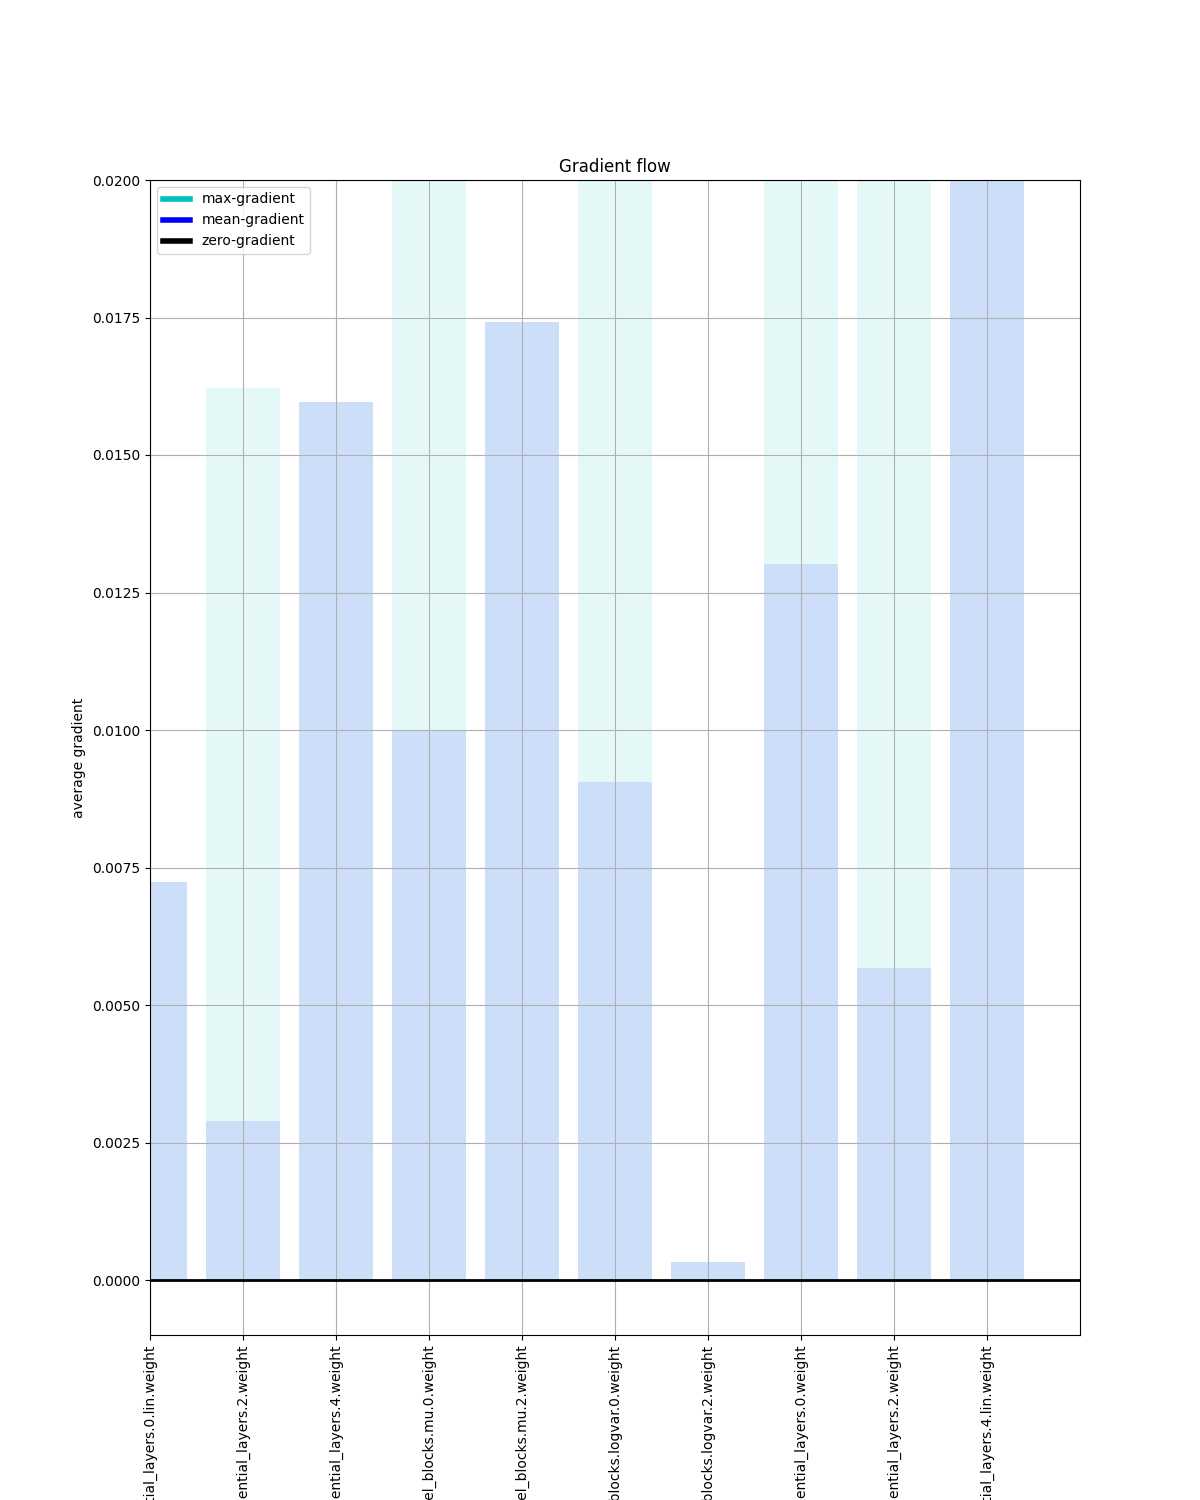 Gradient flow
max-gradient
mean-gradient
zero-gradient
average gradient
0.0200
0.0175
0.0150
0.0125
0.0100
0.0075
0.0050
0.0025
0.0000
tial_layers.0.lin.weight
ential_layers.2.weight
ential_layers.4.weight
el_blocks.mu.0.weight
el_blocks.mu.2.weight
blocks.logvar.0.weight
blocks.logvar.2.weight
ential_layers.0.weight
ential_layers.2.weight
tial_layers.4.lin.weight